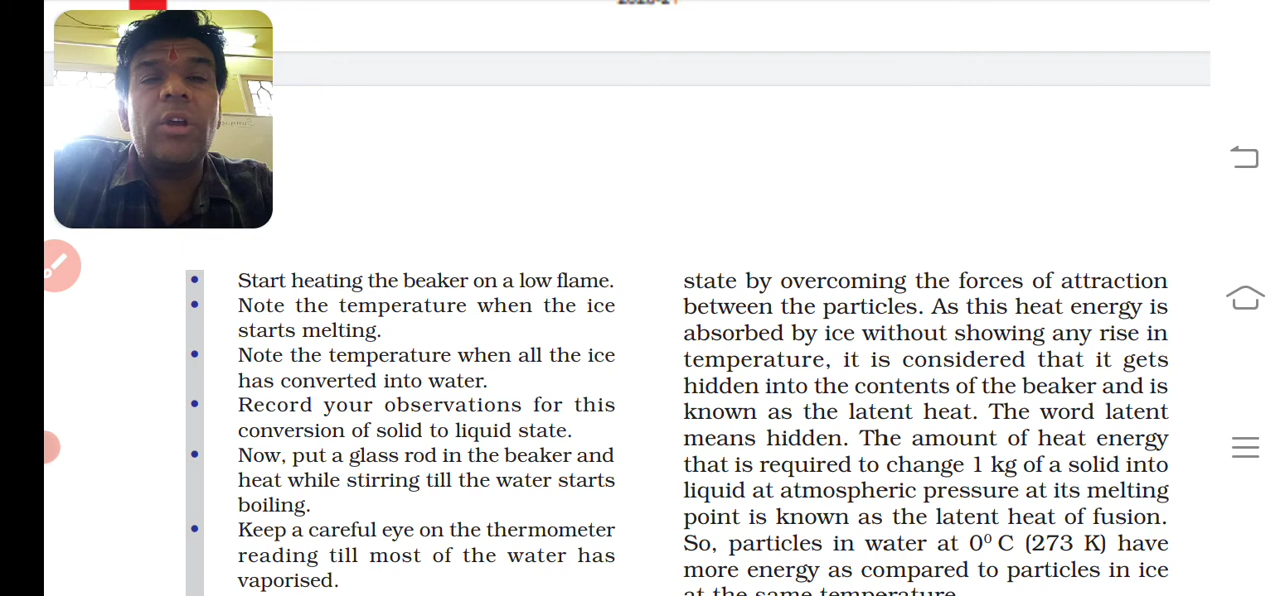 Start heating the beaker on a low flame.
Note the temperature when the ice
starts melting.
Note the temperature when all the ice
has converted into water.
Record your observations for this
conversion of solid to liquid state.
Now, put a glass rod in the beaker and
heat while stirring till the water starts
boiling.
Keep a careful eye on the thermometer
reading till most of the water has
vaporised.
state by overcoming the forces of attraction
between the particles. As this heat energy is
absorbed by ice without showing any rise in
temperature, it is considered that it gets
hidden into the contents of the beaker and is
known as the latent heat. The word latent
means hidden. The amount of heat energy
that is required to change 1 kg of a solid into
liquid at atmospheric pressure at its melting
point is known as the latent heat of fusion.
So, particles in water at 0⁰ C (273 K) have
more energy as compared to particles in ice
at the same temperature.